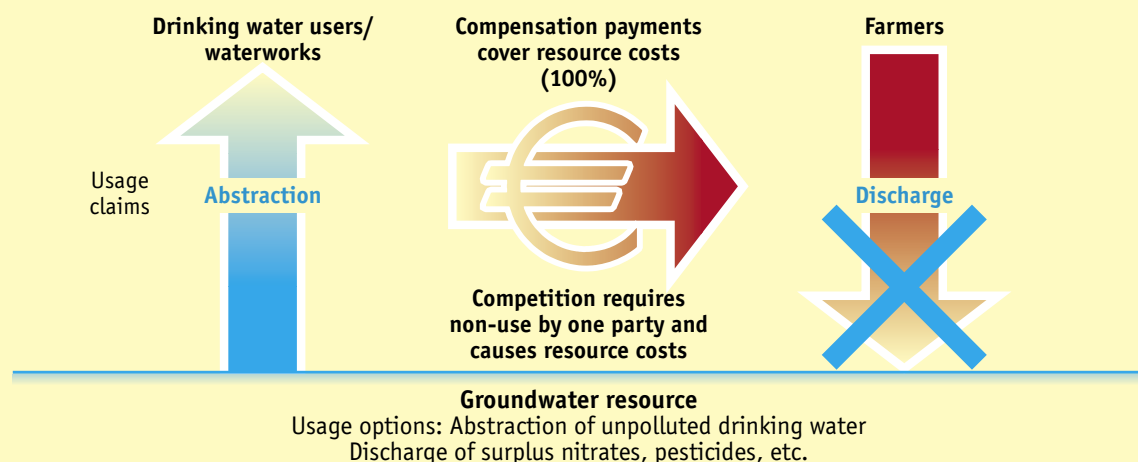 Drinking water users/
waterworks
Compensation payments
cover resource costs
(100%)
Farmers
Usage
claims
Abstraction
Discharge
Competition requires
non-use by one party and
causes resource costs
Groundwater resource
Usage options: Abstraction of unpolluted drinking water
Discharge of surplus nitrates, pesticides, etc.